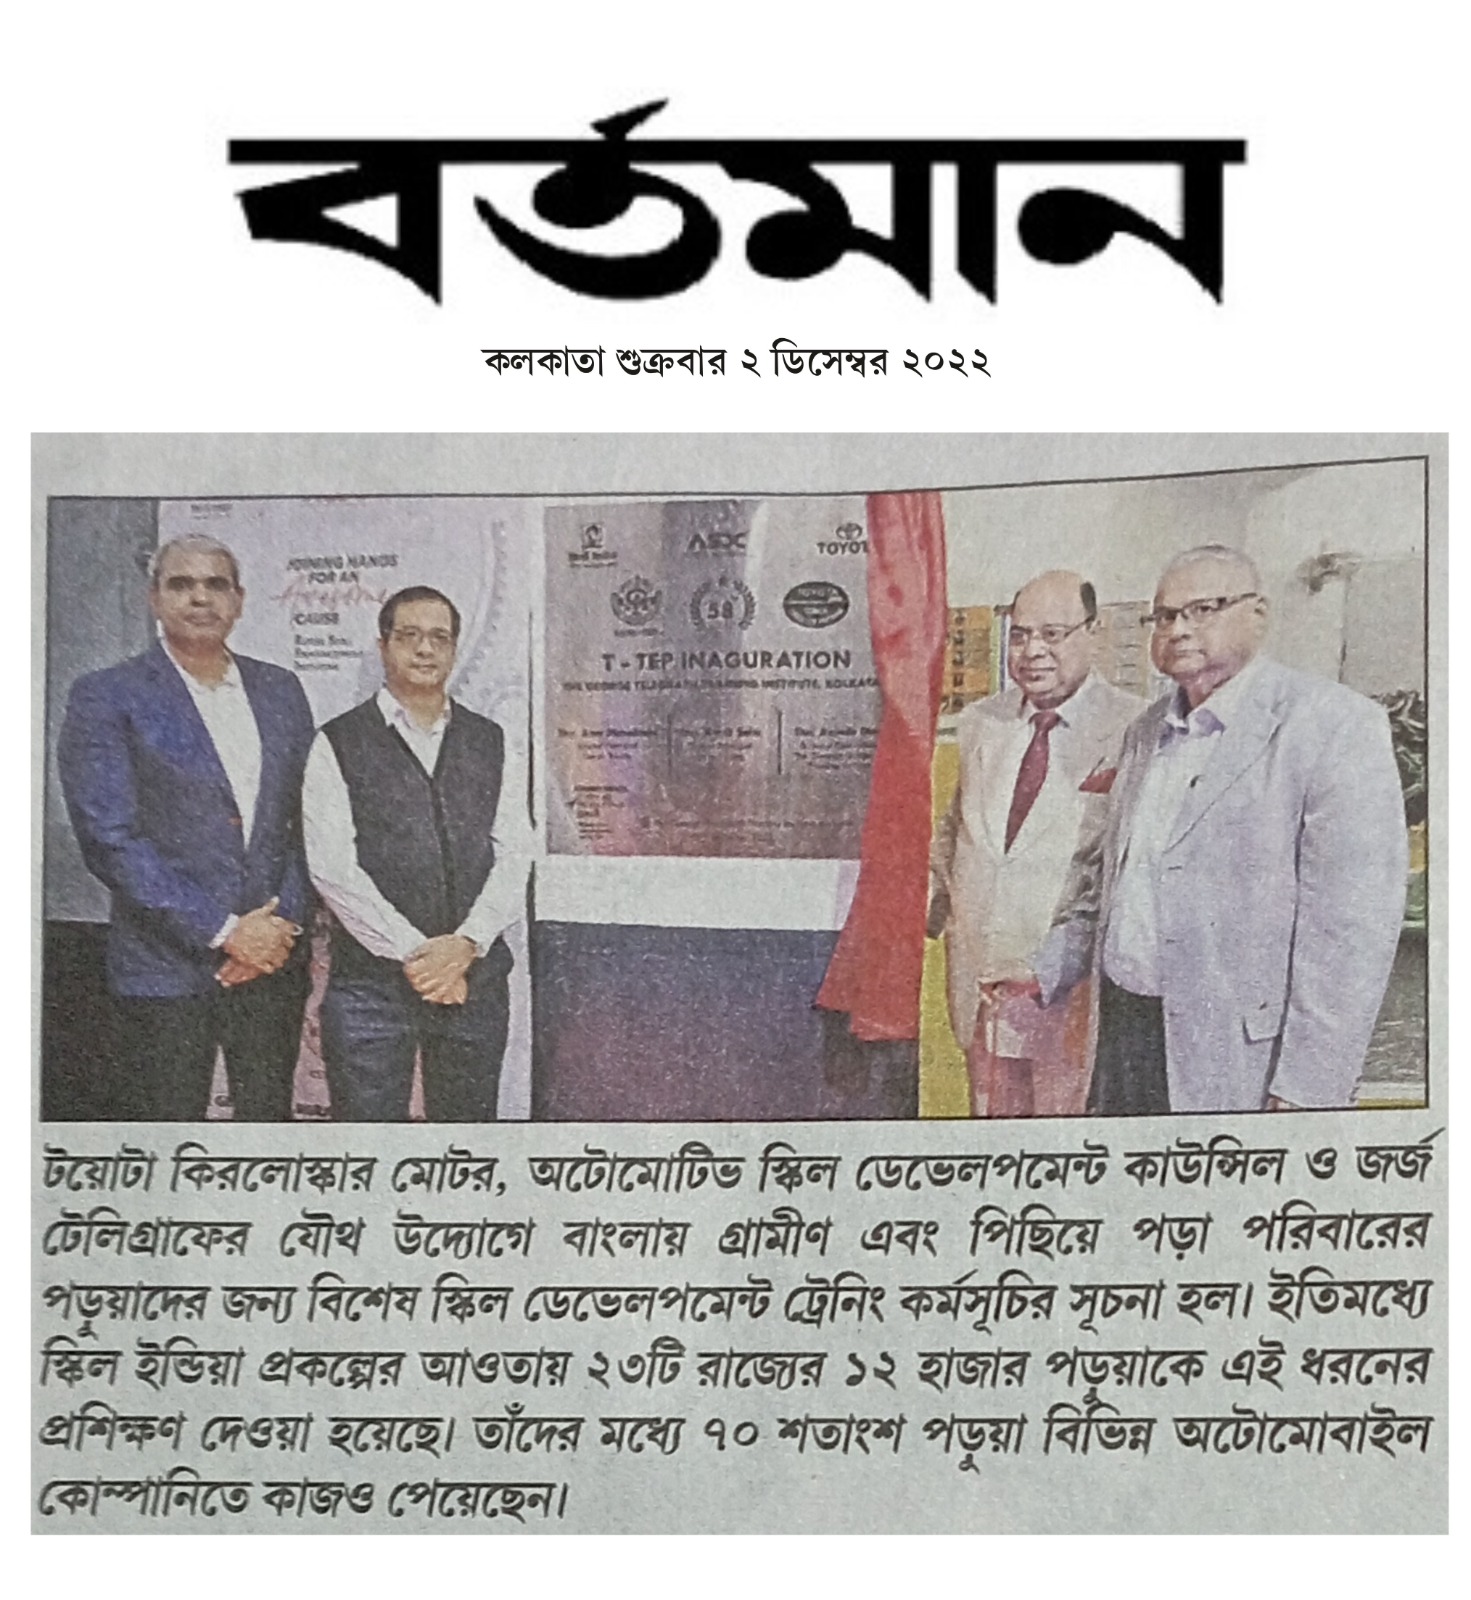 বর্তমান
কলকাতা শুক্রবার ২ ডিসেম্বর ২০২২
JOINING HANDS
FOR AN
Awesome
CAUSE
ASDC
TOYOTA
58
T - TEP INAGURATION
THE GEORGE TELEGRAPH TRAINING INSTITUTE, KOLKATA
টয়োটা কিরলোস্কার মোটর, অটোমোটিভ স্কিল ডেভেলপমেন্ট কাউন্সিল ও জর্জ
টেলিগ্রাফের যৌথ উদ্যোগে বাংলায় গ্রামীণ এবং পিছিয়ে পড়া পরিবারের
পড়ুয়াদের জন্য বিশেষ স্কিল ডেভেলপমেন্ট ট্রেনিং কর্মসূচির সূচনা হল। ইতিমধ্যে
স্কিল ইন্ডিয়া প্রকল্পের আওতায় ২৩টি রাজ্যের ১২ হাজার পড়ুয়াকে এই ধরনের
প্রশিক্ষণ দেওয়া হয়েছে। তাঁদের মধ্যে ৭০ শতাংশ পড়ুয়া বিভিন্ন অটোমোবাইল
কোম্পানিতে কাজও পেয়েছেন।